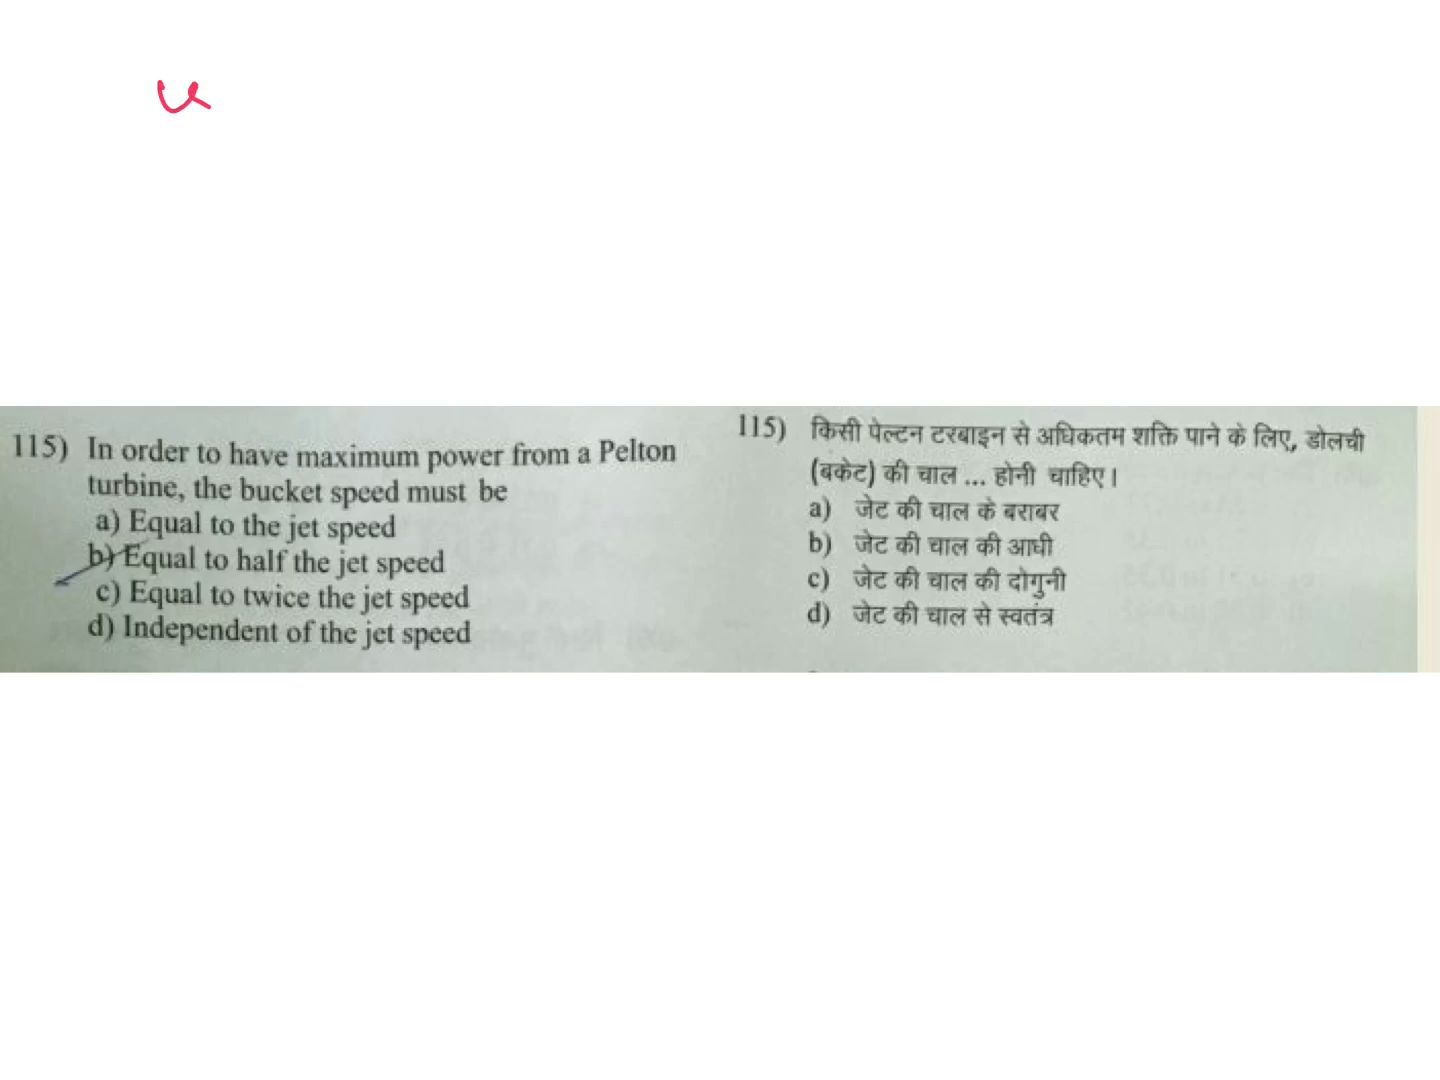 u
115) In order to have maximum power from a Pelton
turbine, the bucket speed must be
a) Equal to the jet speed
b) Equal to half the jet speed
c) Equal to twice the jet speed
d) Independent of the jet speed
115) किसी पेल्टन टरबाइन से अधिकतम शक्ति पाने के लिए, डोलची
(बकेट) की चाल ... होनी चाहिए।
a) जेट की चाल के बराबर
b) जेट की चाल की आधी
c) जेट की चाल की दोगुनी
d) जेट की चाल से स्वतंत्र